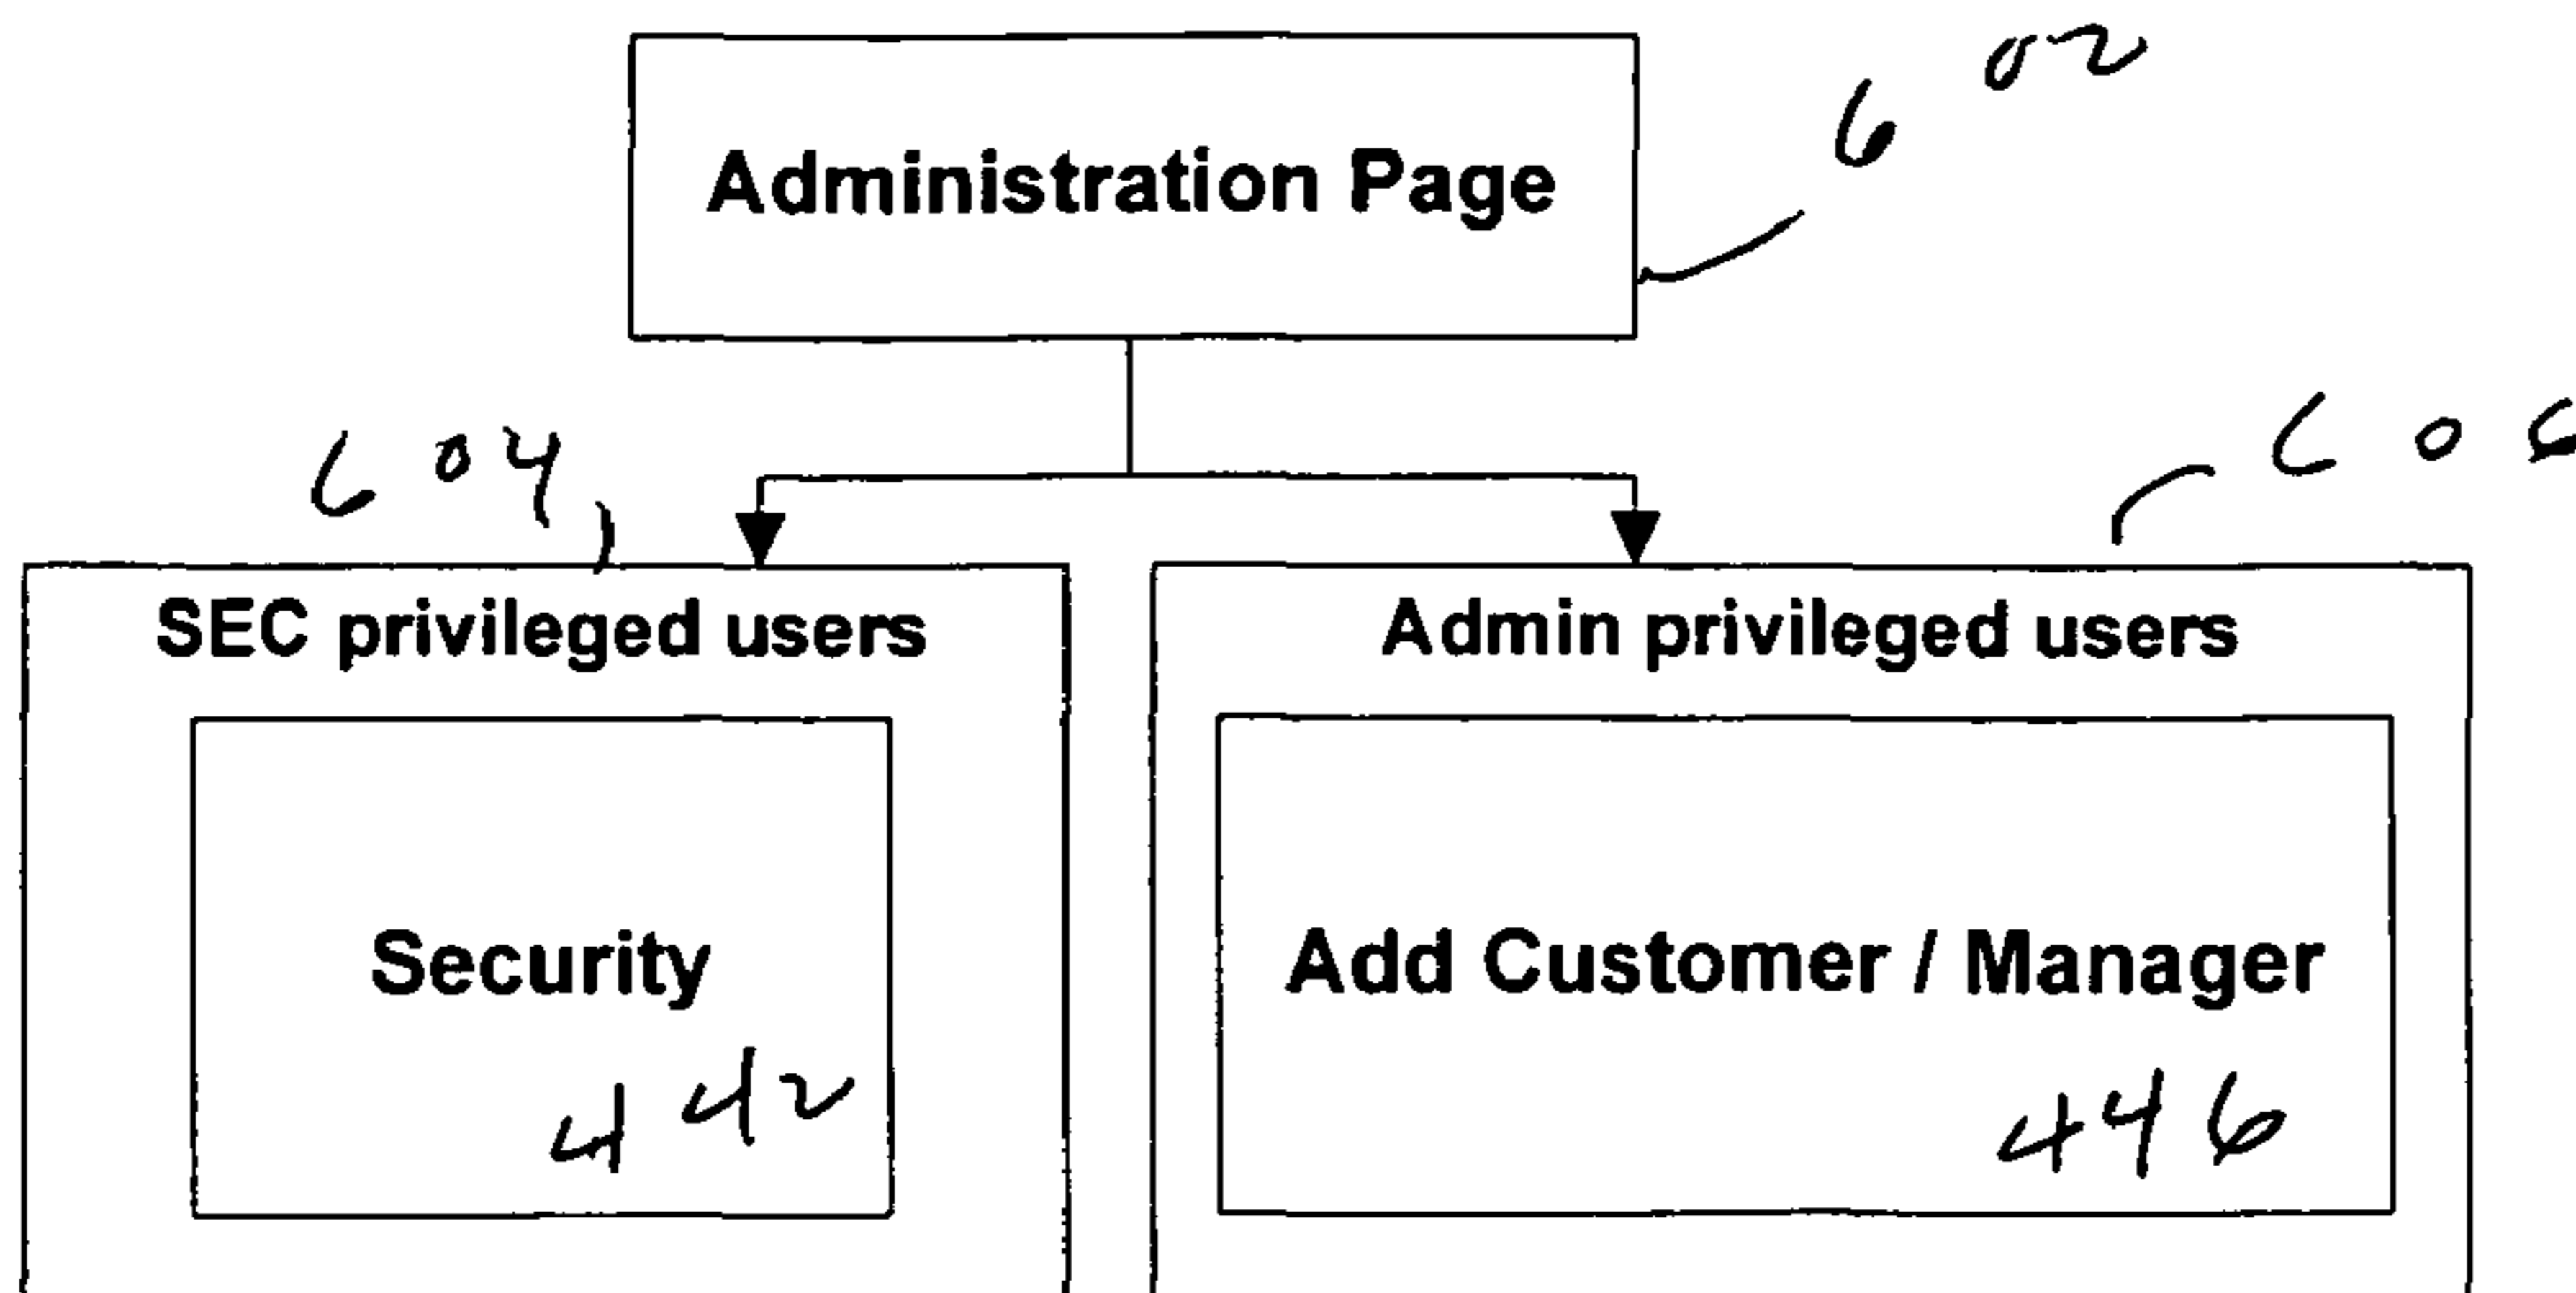 602
Administration Page
604
606
SEC privileged users
Admin privileged users
Security
Add Customer / Manager
442
446